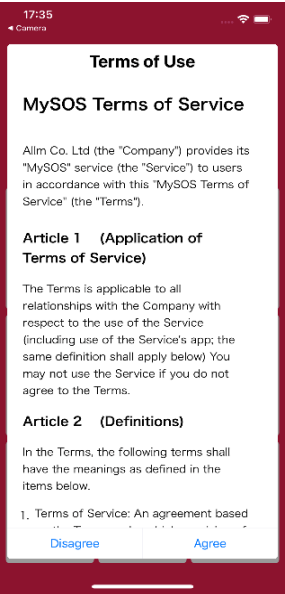 17:35
◀ Camera
Terms of Use
MySOS Terms of Service
Allm Co. Ltd (the "Company") provides its
"MySOS" service (the "Service") to users
in accordance with this "MySOS Terms of
Service" (the "Terms").
Article 1 (Application of
Terms of Service)
The Terms is applicable to all
relationships with the Company with
respect to the use of the Service
(including use of the Service's app; the
same definition shall apply below) You
may not use the Service if you do not
agree to the Terms.
Article 2 (Definitions)
In the Terms, the following terms shall
have the meanings as defined in the
items below.
1. Terms of Service: An agreement based
Disagree Agree